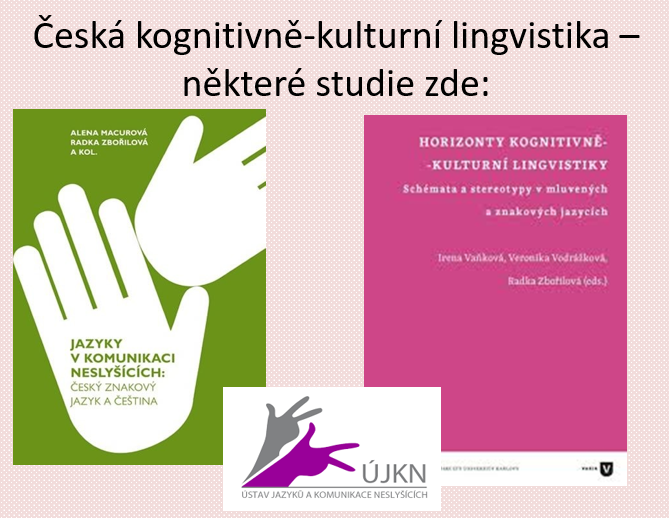 Česká kognitivně-kulturní lingvistika –
některé studie zde:
ALENA MACUROVÁ
RADKA ZBOŘILOVÁ
A KOL.
JAZYKY
V KOMUNIKACI
NESLYŠÍCÍCH:
ČESKÝ ZNAKOVÝ
JAZYK A ČEŠTINA
HORIZONTY KOGNITIVNĚ-
-KULTURNÍ LINGVISTIKY
Schémata a stereotypy v mluvených
a znakových jazycích
Irena Vaňková, Veronika Vodrážková,
Radka Zbořilová (eds.)
VARIA
ÚJKN
ÚSTAV JAZYKŮ A KOMUNIKACE NESLYŠÍCÍCH